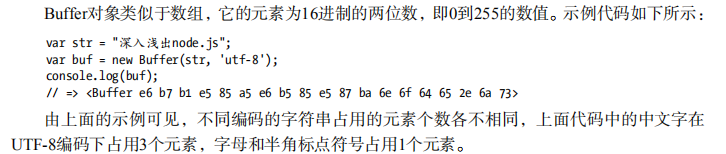 Buffer对象类似于数组，它的元素为16进制的两位数，即0到255的数值。示例代码如下所示：
var str = "深入浅出node.js";
var buf = new Buffer(str, 'utf-8');
console.log(buf);
// => <Buffer e6 b7 b1 e5 85 a5 e6 b5 85 e5 87 ba 6e 6f 64 65 2e 6a 73>
由上面的示例可见，不同编码的字符串占用的元素个数各不相同，上面代码中的中文字在
UTF-8编码下占用3个元素，字母和半角标点符号占用1个元素。